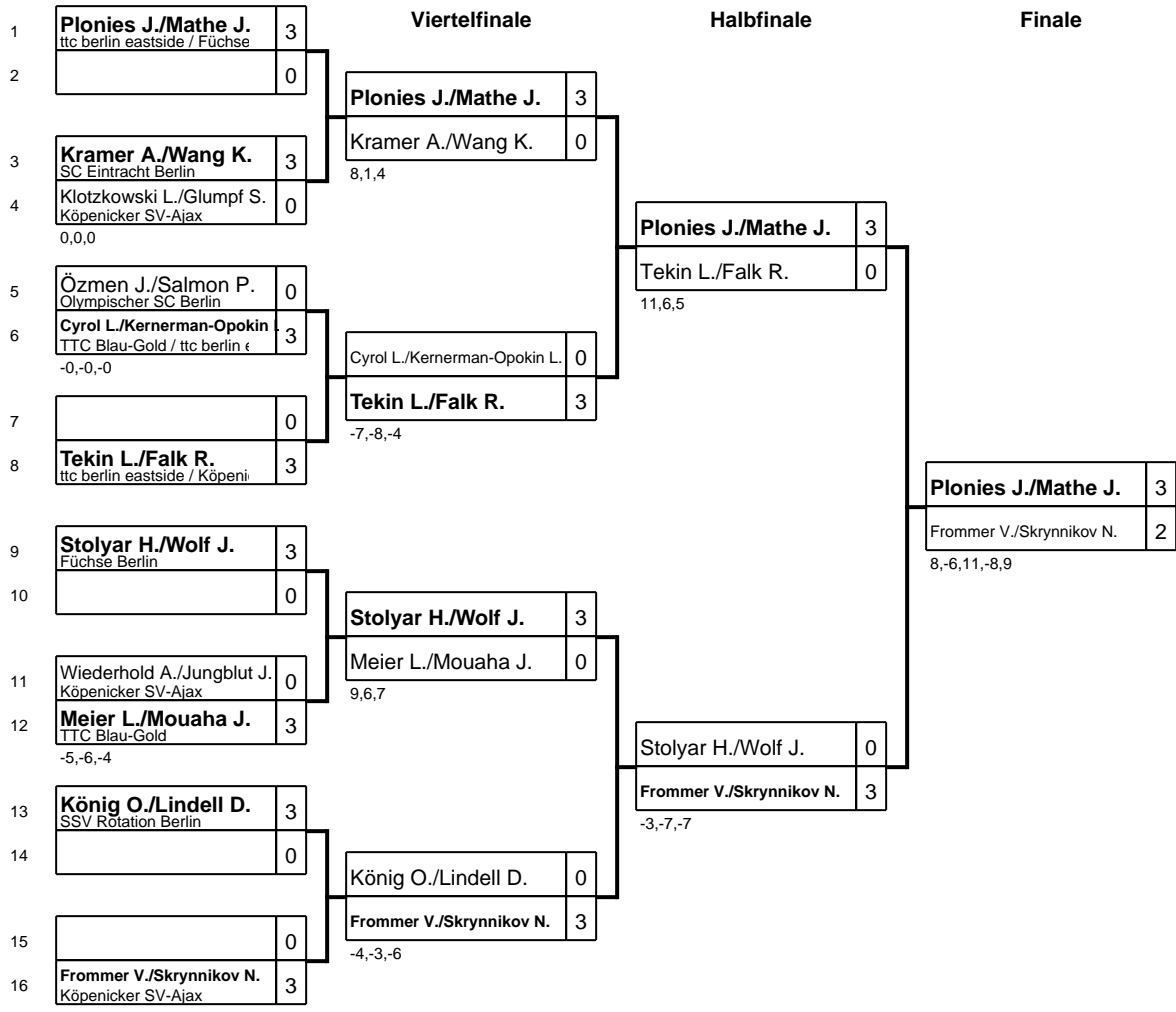 Viertelfinale
Halbfinale
Finale
1
Plonies J./Mathe J. 3
ttc berlin eastside / Füchse
2
0
3
Kramer A./Wang K. 3
SC Eintracht Berlin
4
Klotzkowski L./Glumpf S. 0
Köpenicker SV-Ajax
0,0,0
5
Özmen J./Salmon P. 0
Olympischer SC Berlin
6
Cyrol L./Kernerman-Opokin 3
TTC Blau-Gold / ttc berlin
-0,-0,-0
7
0
8
Tekin L./Falk R. 3
ttc berlin eastside / Köpeni
9
Stolyar H./Wolf J. 3
Füchse Berlin
10
0
11
Wiederhold A./Jungblut J. 0
Köpenicker SV-Ajax
12
Meier L./Mouaha J. 3
TTC Blau-Gold
-5,-6,-4
13
König O./Lindell D. 3
SSV Rotation Berlin
14
0
15
0
16
Frommer V./Skrynnikov N. 3
Köpenicker SV-Ajax
Plonies J./Mathe J. 3
Kramer A./Wang K. 0
8,1,4
Cyrol L./Kernerman-Opokin L. 0
Tekin L./Falk R. 3
-7,-8,-4
Stolyar H./Wolf J. 3
Meier L./Mouaha J. 0
9,6,7
König O./Lindell D. 0
Frommer V./Skrynnikov N. 3
-4,-3,-6
Plonies J./Mathe J. 3
Tekin L./Falk R. 0
11,6,5
Stolyar H./Wolf J. 0
Frommer V./Skrynnikov N. 3
-3,-7,-7
Plonies J./Mathe J. 3
Frommer V./Skrynnikov N. 2
8,-6,11,-8,9